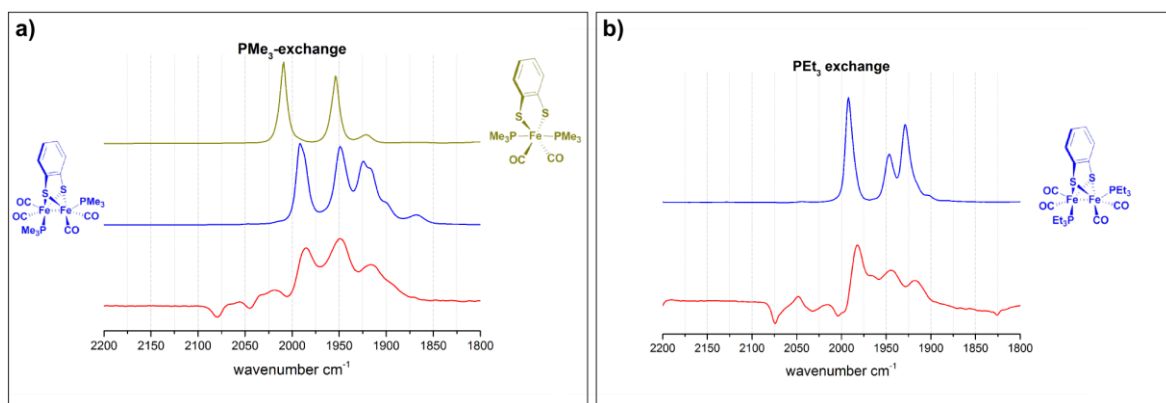 a)
PMe3-exchange
S
S
Me3P Fe PMe3
OC CO
S S
PMe3
OC
OC Fe Fe CO
Me3P CO
2200 2150 2100 2050 2000 1950 1900 1850 1800
wavenumber cm-1
b)
PEt3 exchange
S S
PEt3
OC
OC Fe Fe CO
Et3P CO
2200 2150 2100 2050 2000 1950 1900 1850 1800
wavenumber cm-1